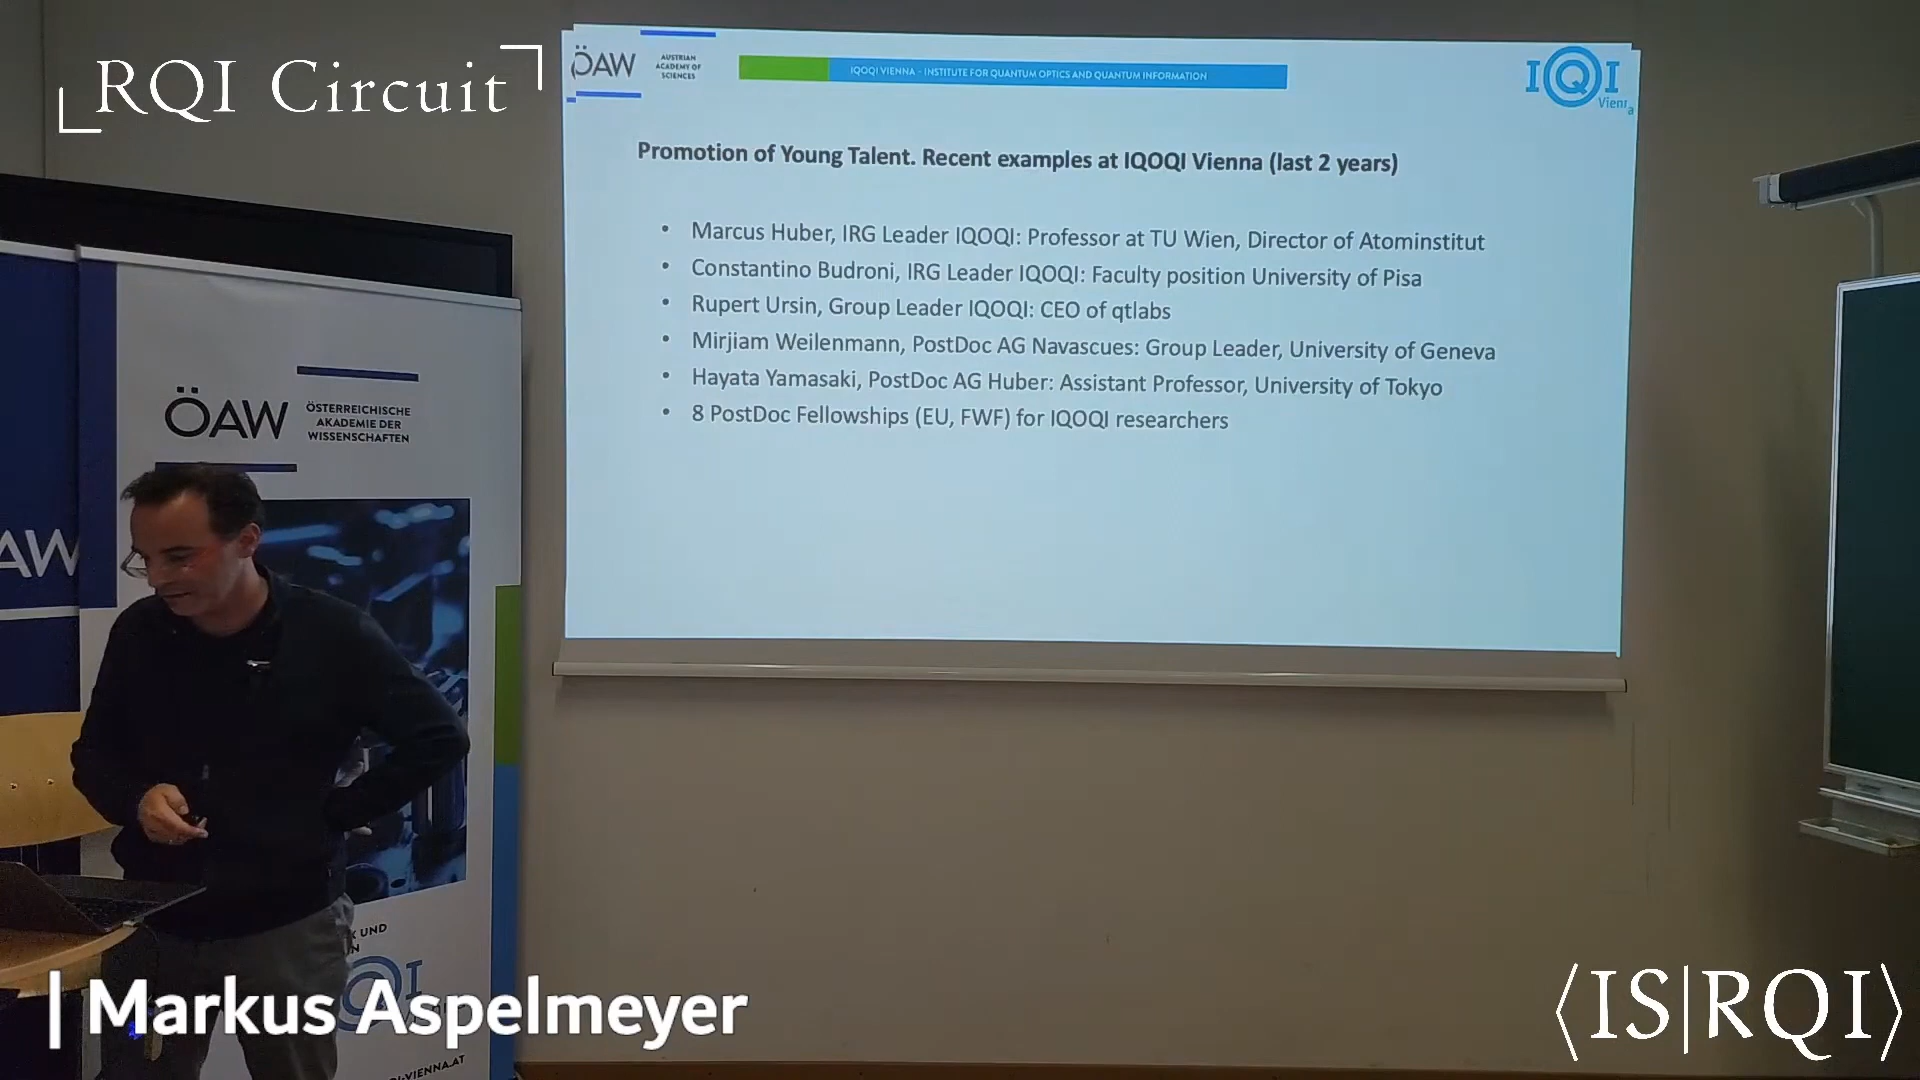 RQI Circuit
ÖAW
AUSTRIAN
ACADEMY OF
SCIENCES
IQOQI VIENNA - INSTITUTE FOR QUANTUM OPTICS AND QUANTUM INFORMATION
IQI
Vienna
Promotion of Young Talent. Recent examples at IQOQI Vienna (last 2 years)
• Marcus Huber, IRG Leader IQOQI: Professor at TU Wien, Director of Atominstitut
• Constantino Budroni, IRG Leader IQOQI: Faculty position University of Pisa
• Rupert Ursin, Group Leader IQOQI: CEO of qtlabs
• Mirjiam Weilenmann, PostDoc AG Navascues: Group Leader, University of Geneva
• Hayata Yamasaki, PostDoc AG Huber: Assistant Professor, University of Tokyo
• 8 PostDoc Fellowships (EU, FWF) for IQOQI researchers
ÖAW
ÖSTERREICHISCHE
AKADEMIE DER
WISSENSCHAFTEN
AW
UND
QI
I-VIENNA.AT
| Markus Aspelmeyer
⟨IS|RQI⟩